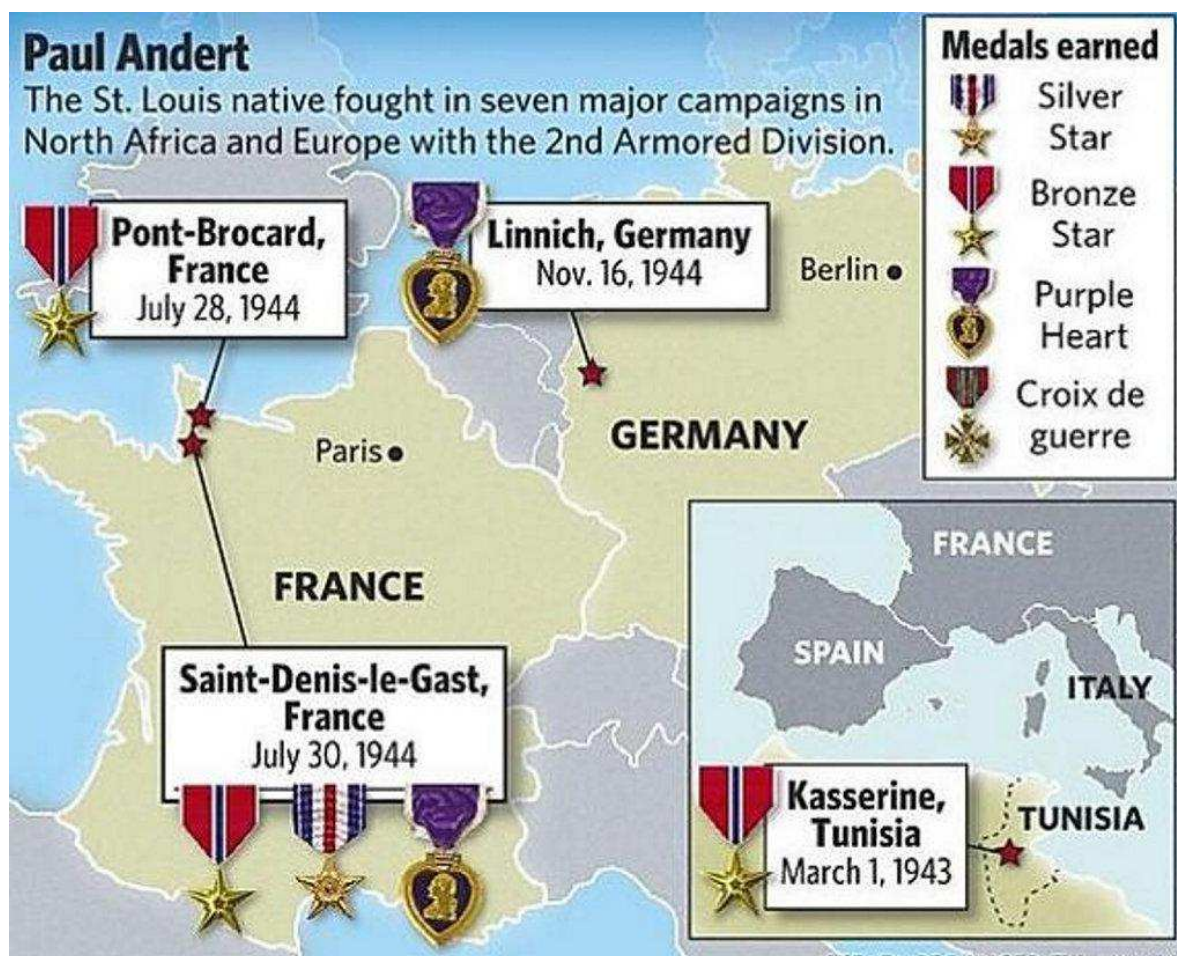 Paul Andert
The St. Louis native fought in seven major campaigns in
North Africa and Europe with the 2nd Armored Division.
Medals earned
Silver
Star
Bronze
Star
Purple
Heart
Croix de
guerre
Pont-Brocard,
France
July 28, 1944
Linnich, Germany
Nov. 16, 1944
Berlin
Paris
GERMANY
FRANCE
Saint-Denis-le-Gast,
France
July 30, 1944
FRANCE
SPAIN
ITALY
Kasserine,
Tunisia
March 1, 1943
TUNISIA